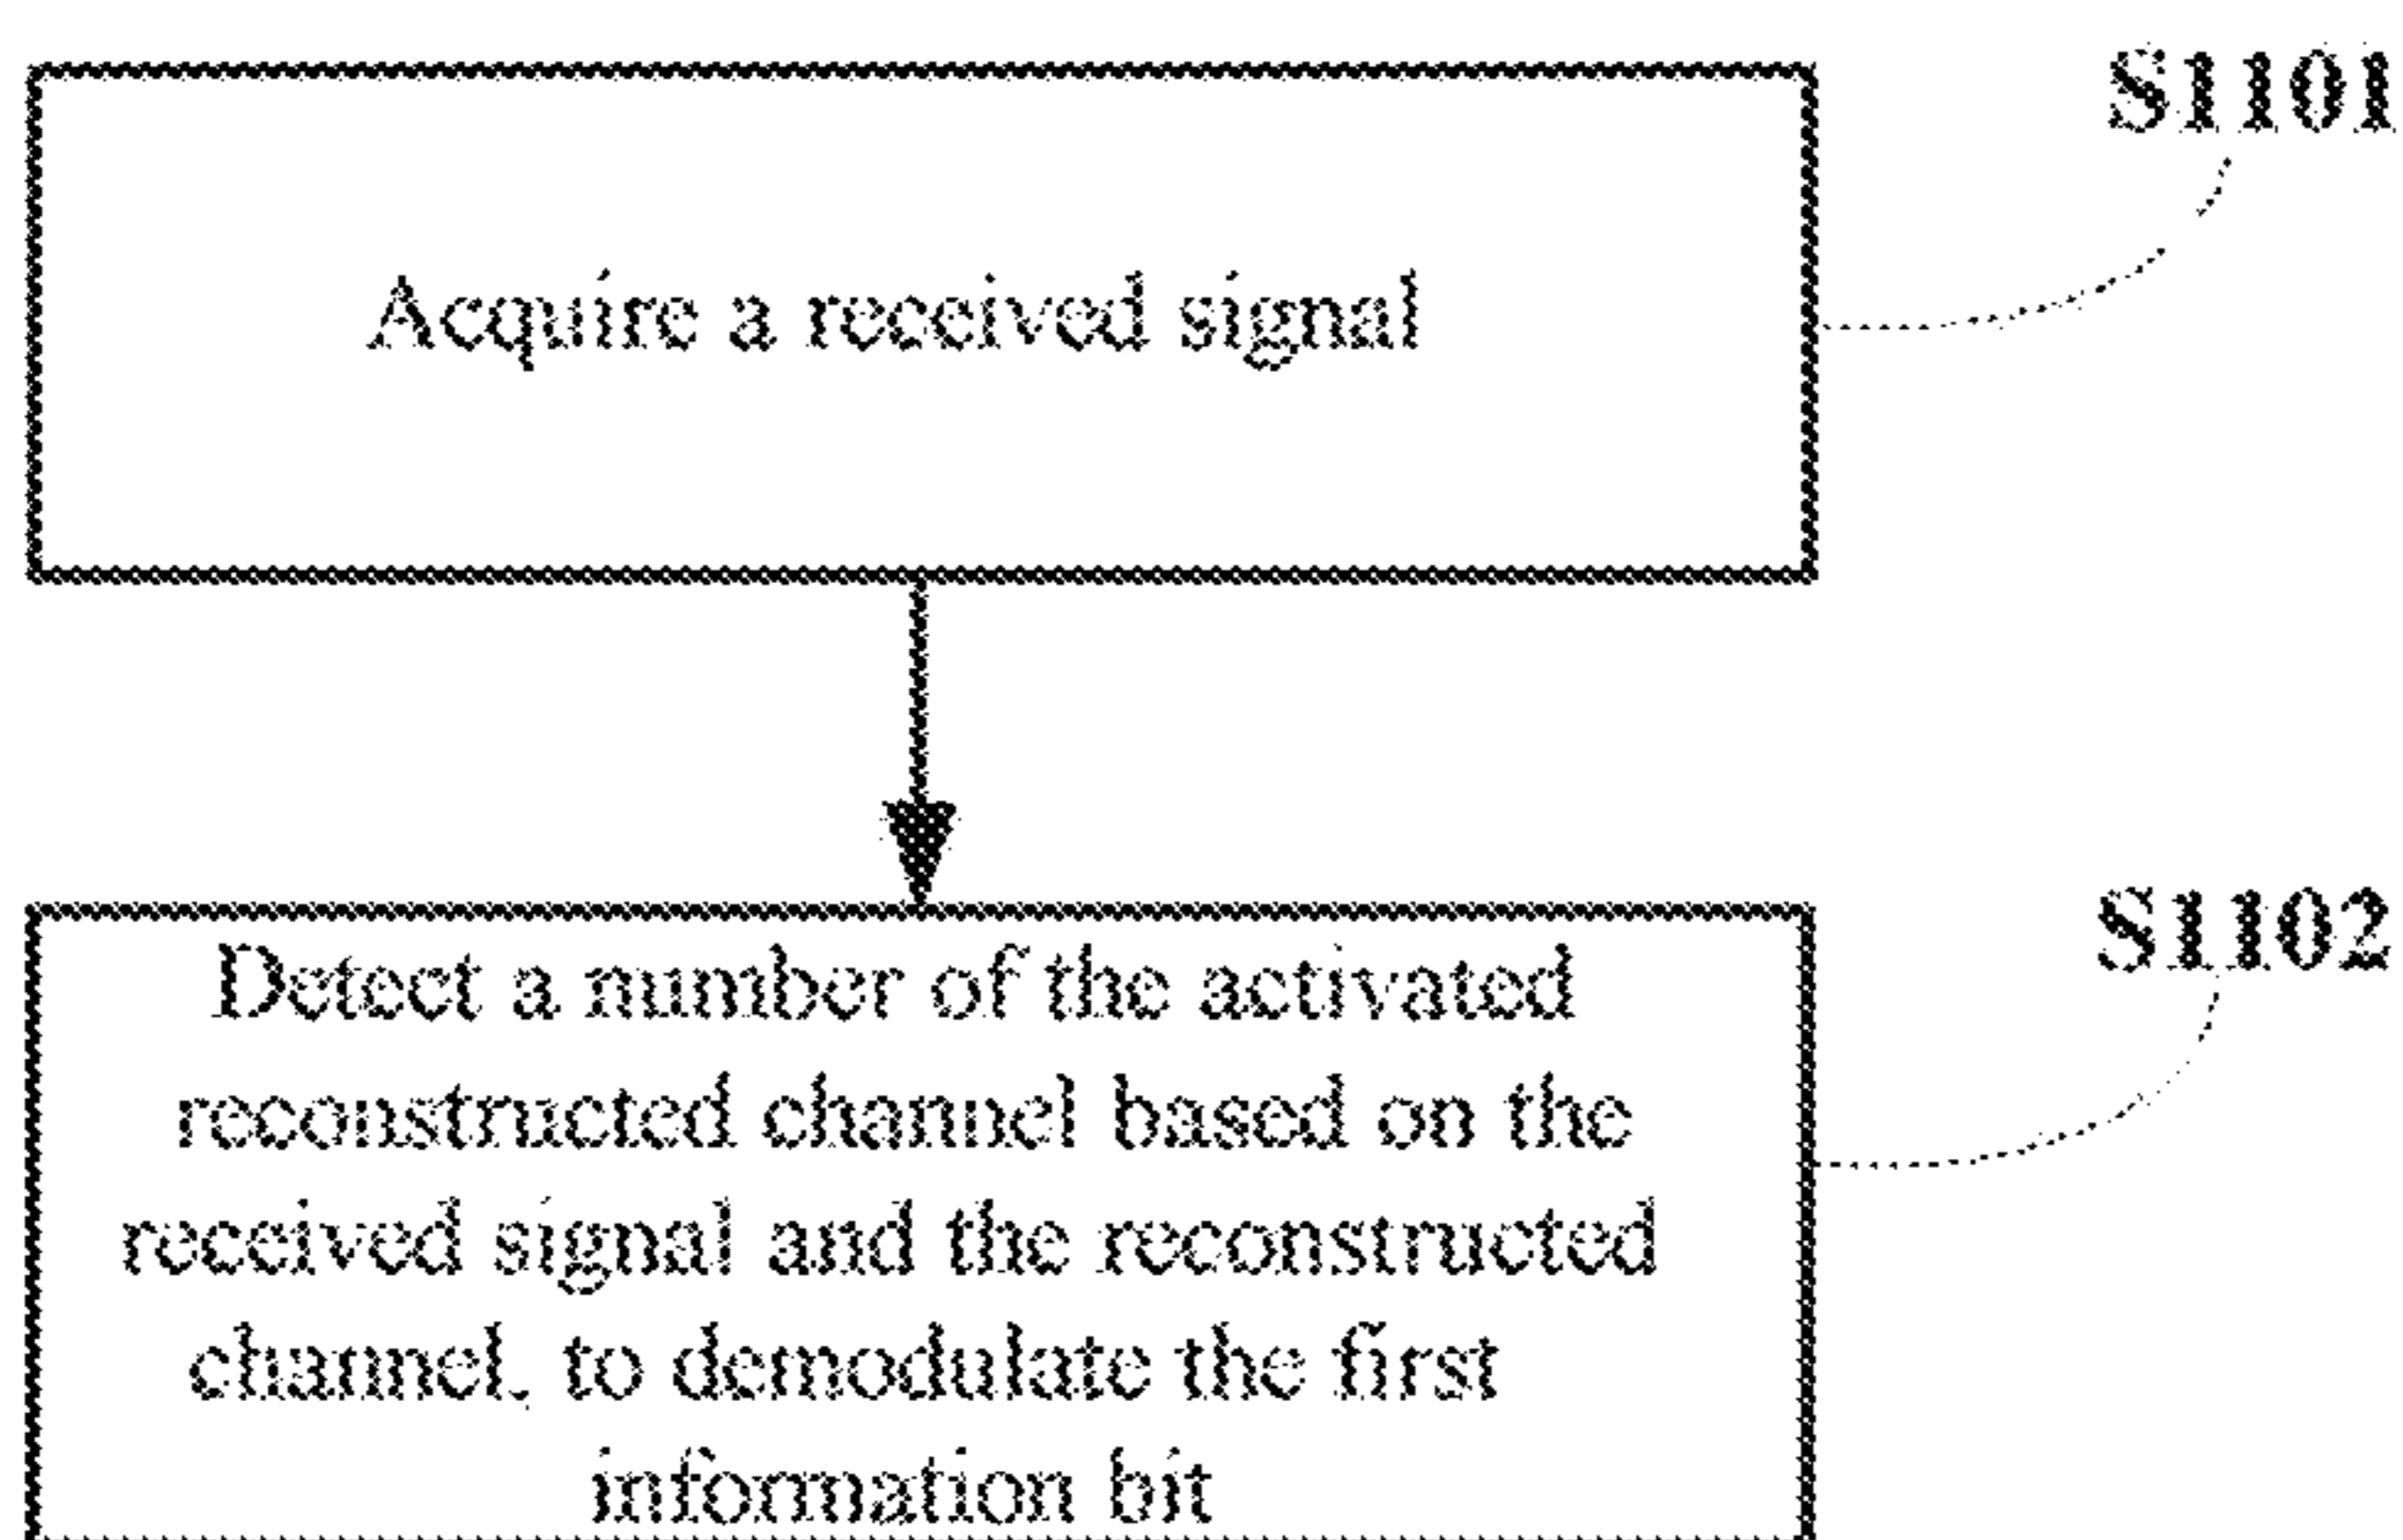 S1101
Acquire a received signal
S1102
Detect a number of the activated
reconstructed channel based on the
received signal and the reconstructed
channel, to demodulate the first
information bit